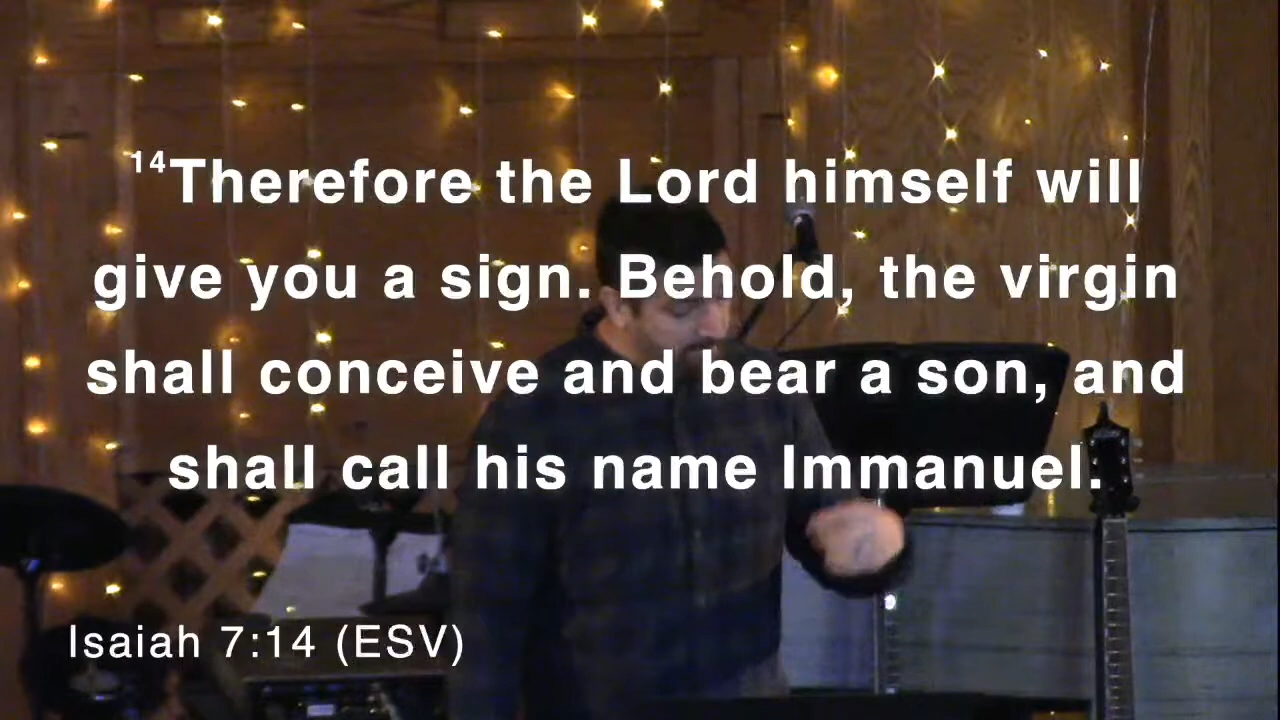 14Therefore the Lord himself will
give you a sign. Behold, the virgin
shall conceive and bear a son, and
shall call his name Immanuel.
Isaiah 7:14 (ESV)